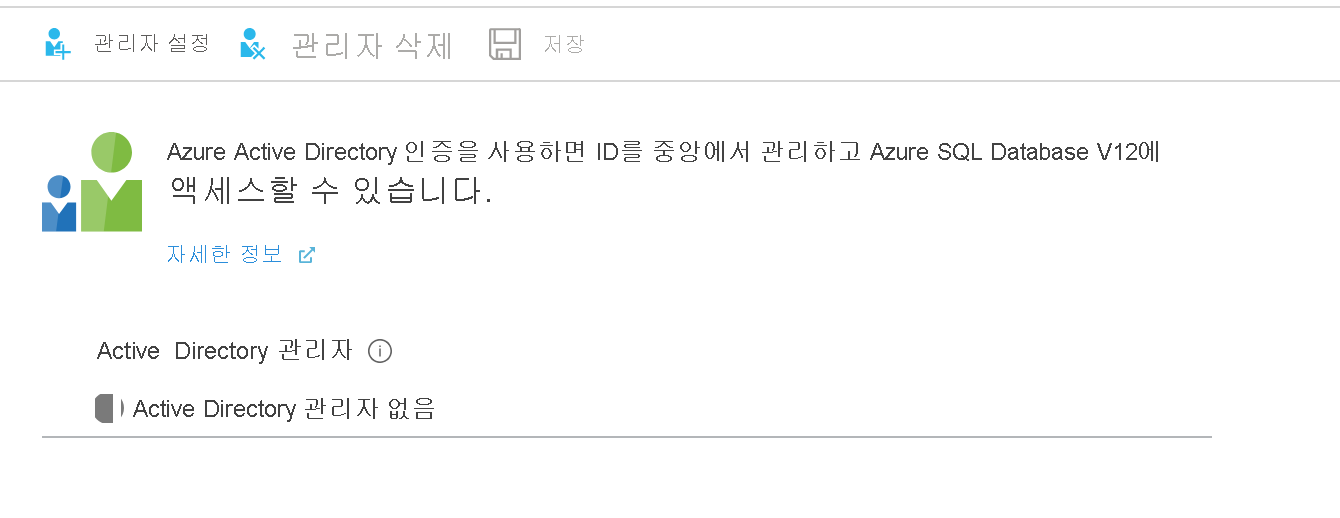 관리자 설정 관리자 삭제 저장
Azure Active Directory 인증을 사용하면 ID를 중앙에서 관리하고 Azure SQL Database V12에
액세스할 수 있습니다.
자세한 정보
Active Directory 관리자
Active Directory 관리자 없음